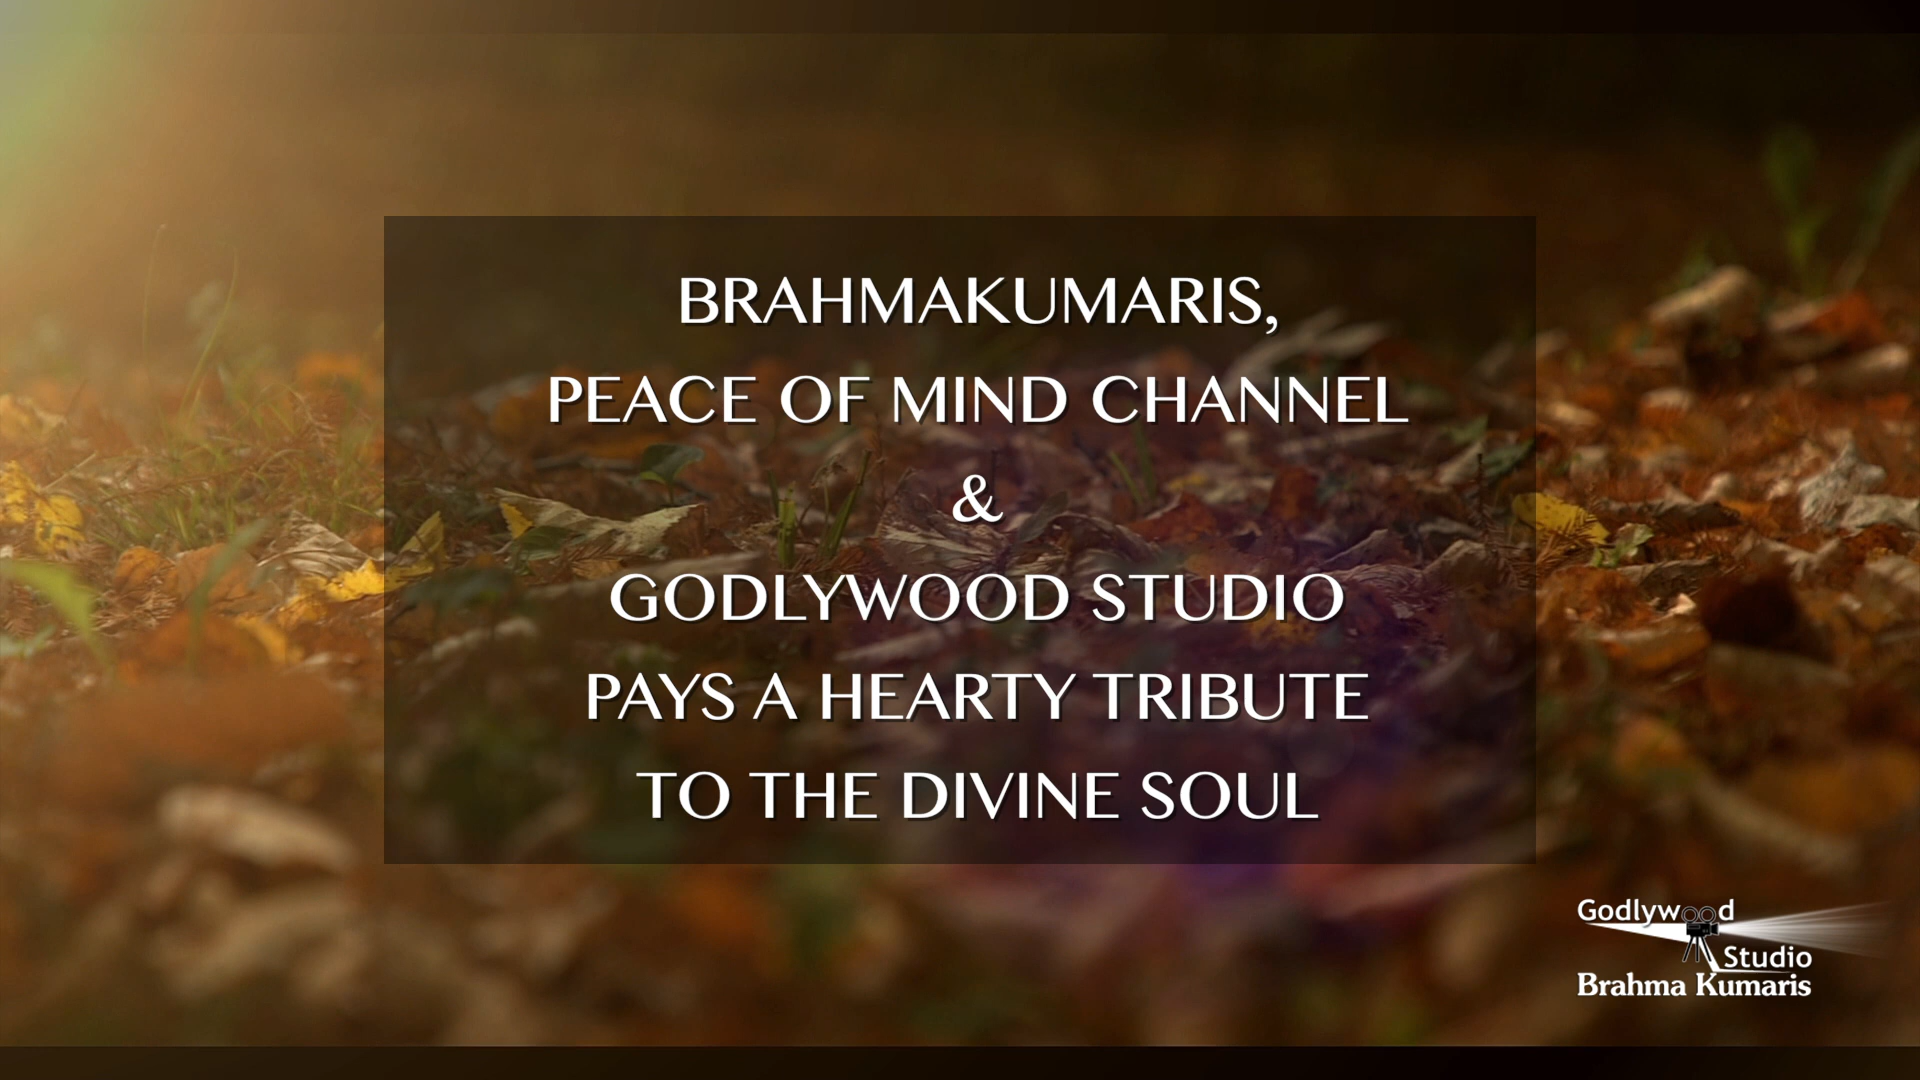 BRAHMAKUMARIS,
PEACE OF MIND CHANNEL
&
GODLYWOOD STUDIO
PAYS A HEARTY TRIBUTE
TO THE DIVINE SOUL
Godlywood
Studio
Brahma Kumaris